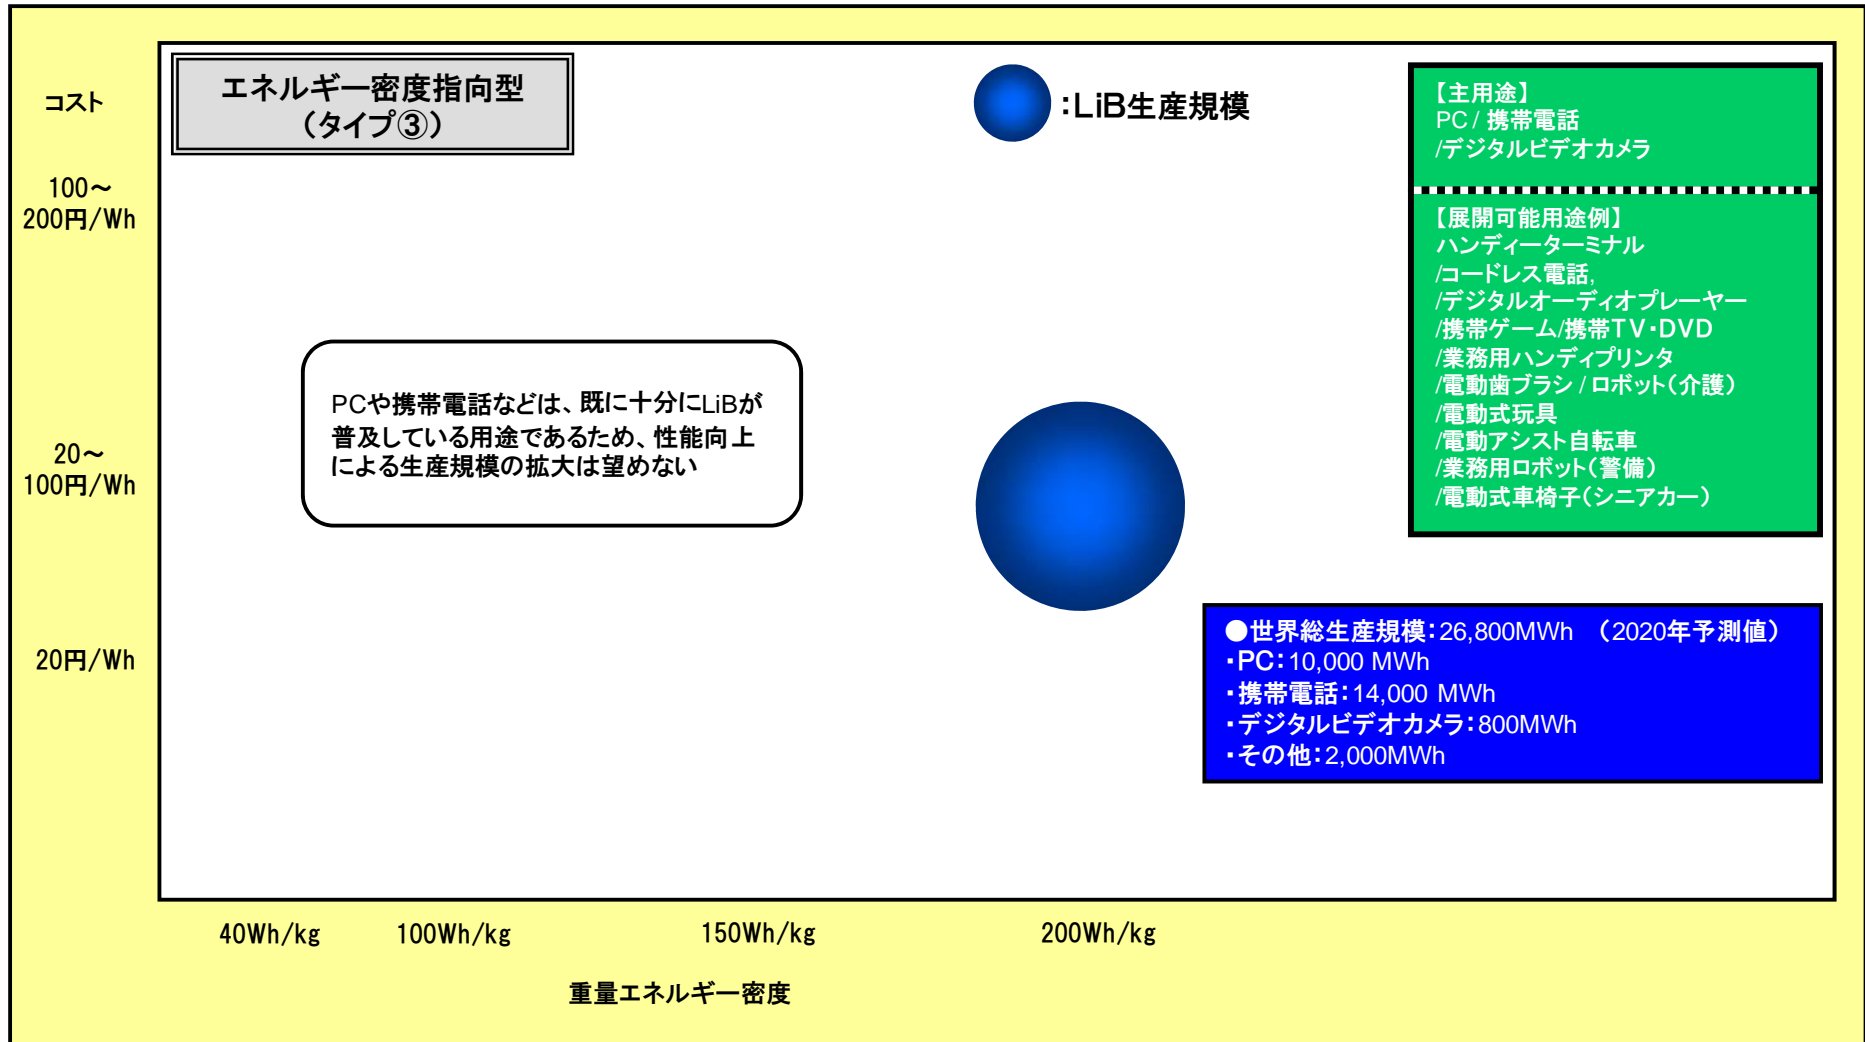 エネルギー密度指向型
（タイプ③）
：LiB生産規模
コスト
100～
200円/Wh
20～
100円/Wh
20円/Wh
PCや携帯電話などは、既に十分にLiBが
普及している用途であるため、性能向上
による生産規模の拡大は望めない
【主用途】
PC / 携帯電話
/デジタルビデオカメラ
【展開可能用途例】
ハンディーターミナル
/コードレス電話,
/デジタルオーディオプレーヤー
/携帯ゲーム/携帯TV・DVD
/業務用ハンディプリンタ
/電動歯ブラシ / ロボット（介護）
/電動式玩具
/電動アシスト自転車
/業務用ロボット（警備）
/電動式車椅子（シニアカー）
●世界総生産規模：26,800MWh （2020年予測値）
・PC：10,000 MWh
・携帯電話：14,000 MWh
・デジタルビデオカメラ：800MWh
・その他：2,000MWh
40Wh/kg 100Wh/kg 150Wh/kg 200Wh/kg
重量エネルギー密度